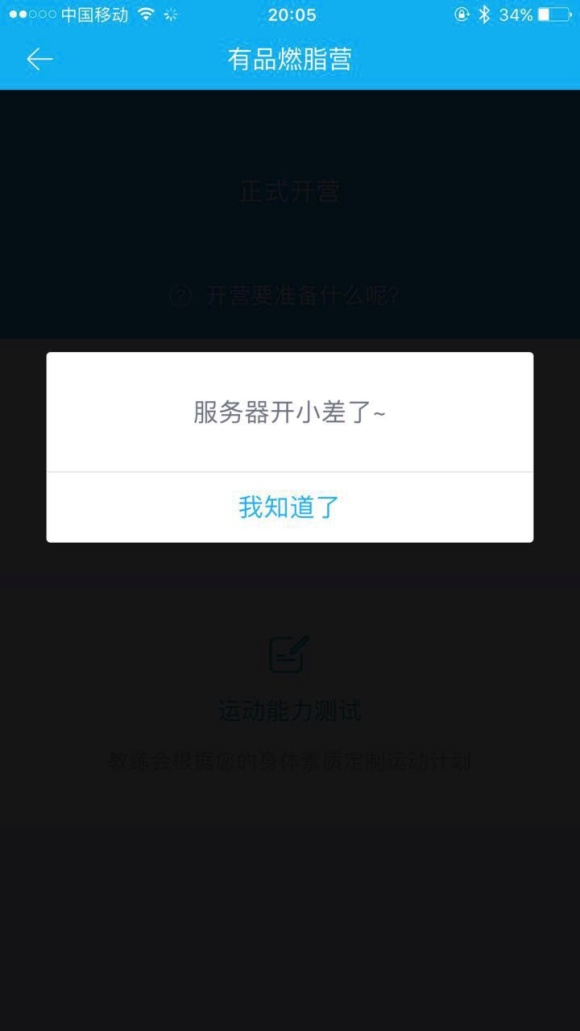 中国移动 20:05 34%
有品燃脂营
正式开营
? 开营要准备什么呢?
服务器开小差了~
我知道了
运动能力测试
教练会根据您的身体素质定制运动计划